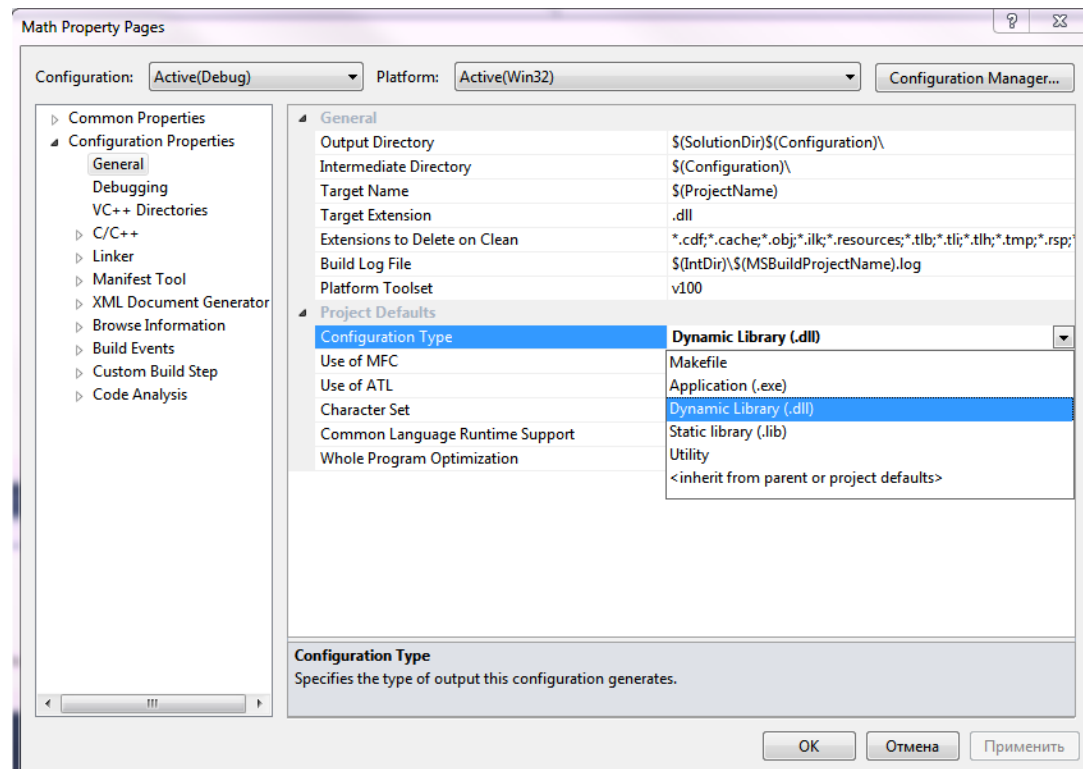 Math Property Pages
Configuration: Active(Debug) Platform: Active(Win32) Configuration Manager...
Common Properties
Configuration Properties
General
Debugging
VC++ Directories
C/C++
Linker
Manifest Tool
XML Document Generator
Browse Information
Build Events
Custom Build Step
Code Analysis
General
Output Directory $(SolutionDir)$(Configuration)\
Intermediate Directory $(Configuration)\
Target Name $(ProjectName)
Target Extension .dll
Extensions to Delete on Clean *.cdf;*.cache;*.obj;*.ilk;*.resources;*.tlb;*.tli;*.tlh;*.tmp;*.rsp;
Build Log File $(IntDir)\$(MSBuildProjectName).log
Platform Toolset v100
Project Defaults
Configuration Type Dynamic Library (.dll)
Use of MFC
Use of ATL
Character Set
Common Language Runtime Support
Whole Program Optimization
Makefile
Application (.exe)
Dynamic Library (.dll)
Static library (.lib)
Utility
<inherit from parent or project defaults>
Configuration Type
Specifies the type of output this configuration generates.
OK Отмена Применить